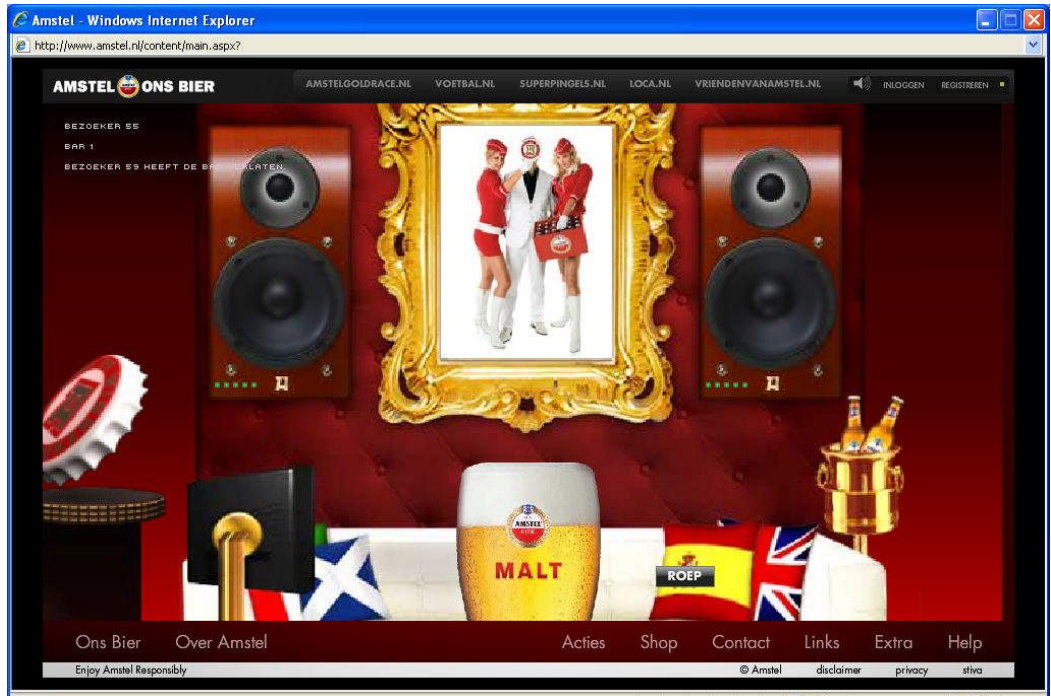 Amstel - Windows Internet Explorer
http://www.amstel.nl/content/main.aspx?
AMSTEL ONS BIER
AMSTELGOLDRACE.NL VOETBAL.NL SUPERPINGELS.NL LOCA.NL VRIENDENVANAMSTEL.NL INLOGGEN REGISTREREN
BEZOEKER 55
BAR 1
BEZOEKER 59 HEEFT DE BAR VERLATEN.
AMSTEL
MALT
ROEP
Ons Bier Over Amstel Acties Shop Contact Links Extra Help
Enjoy Amstel Responsibly © Amstel disclaimer privacy stiva